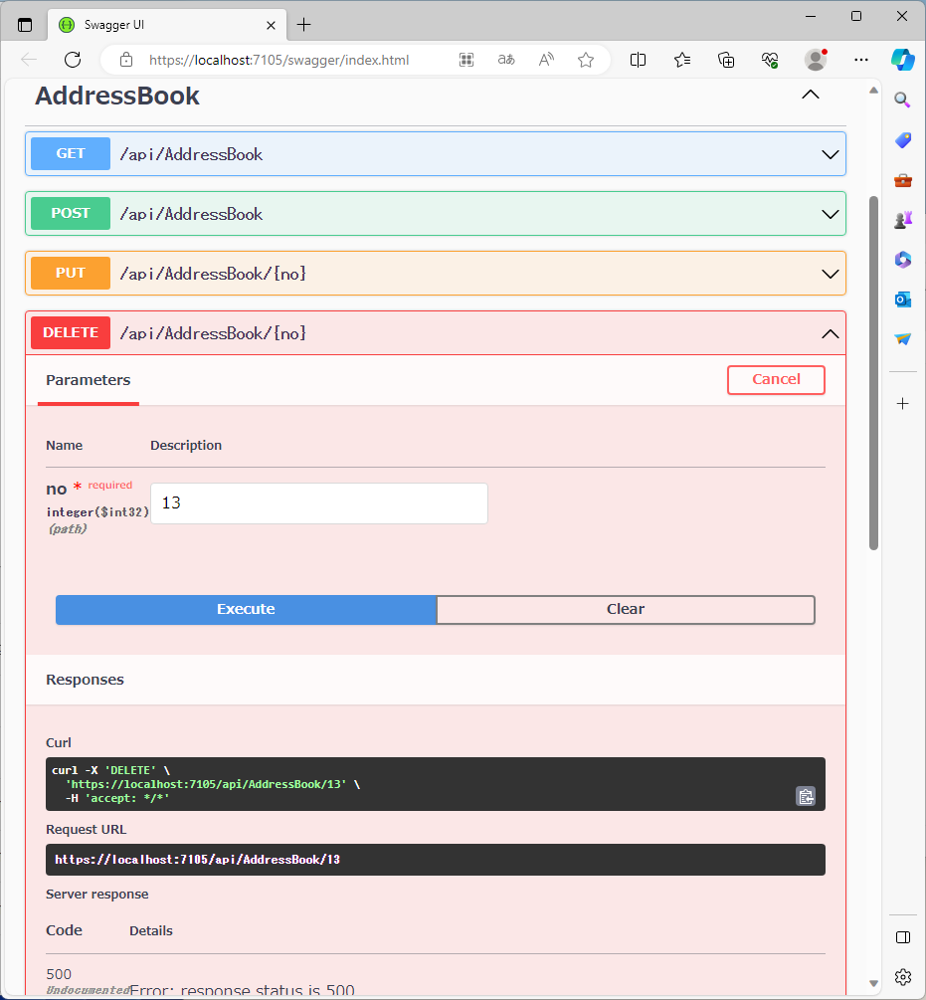 Swagger UI
https://localhost:7105/swagger/index.html
AddressBook
GET /api/AddressBook
POST /api/AddressBook
PUT /api/AddressBook/{no}
DELETE /api/AddressBook/{no}
Parameters
Cancel
Name Description
no * required
13
integer($int32)
(path)
Execute Clear
Responses
Curl
curl -X 'DELETE' \
'https://localhost:7105/api/AddressBook/13' \
-H 'accept: */*'
Request URL
https://localhost:7105/api/AddressBook/13
Server response
Code Details
500
Undocumented Error: response status is 500